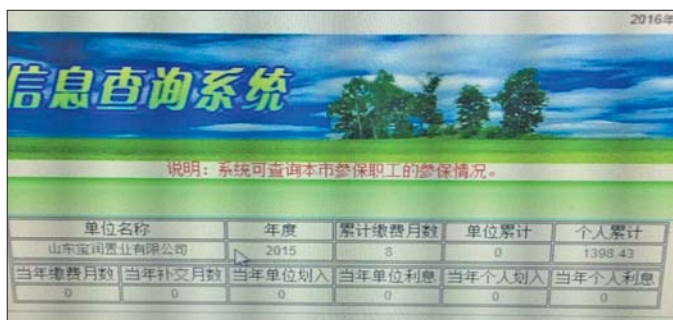 2016年
信息查询系统
说明：系统可查询本市参保职工的参保情况。
单位名称 年度 累计缴费月数 单位累计 个人累计
山东宝润置业有限公司 2015 8 0 1398.43
当年缴费月数 当年补交月数 当年单位划入 当年单位利息 当年个人划入 当年个人利息
0 0 0 0 0 0